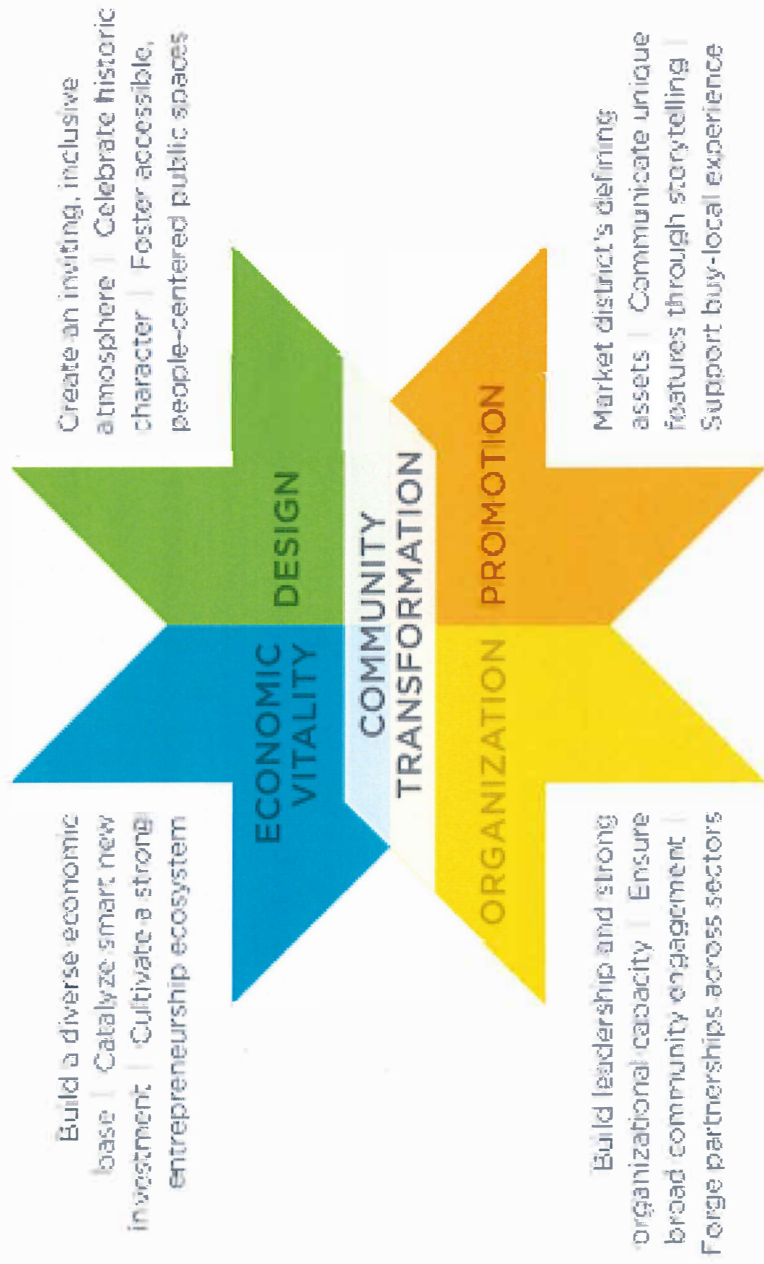 Build a diverse economic
base | Catalyze smart new
investment | Cultivate a strong
entrepreneurship ecosystem
Create an inviting, inclusive
atmosphere | Celebrate historic
character | Foster accessible,
people-centered public spaces
ECONOMIC
VITALITY
DESIGN
COMMUNITY
TRANSFORMATION
ORGANIZATION
PROMOTION
Build leadership and strong
organizational capacity | Ensure
broad community engagement |
Forge partnerships across sectors
Market district's defining
assets | Communicate unique
features through storytelling |
Support buy-local experience